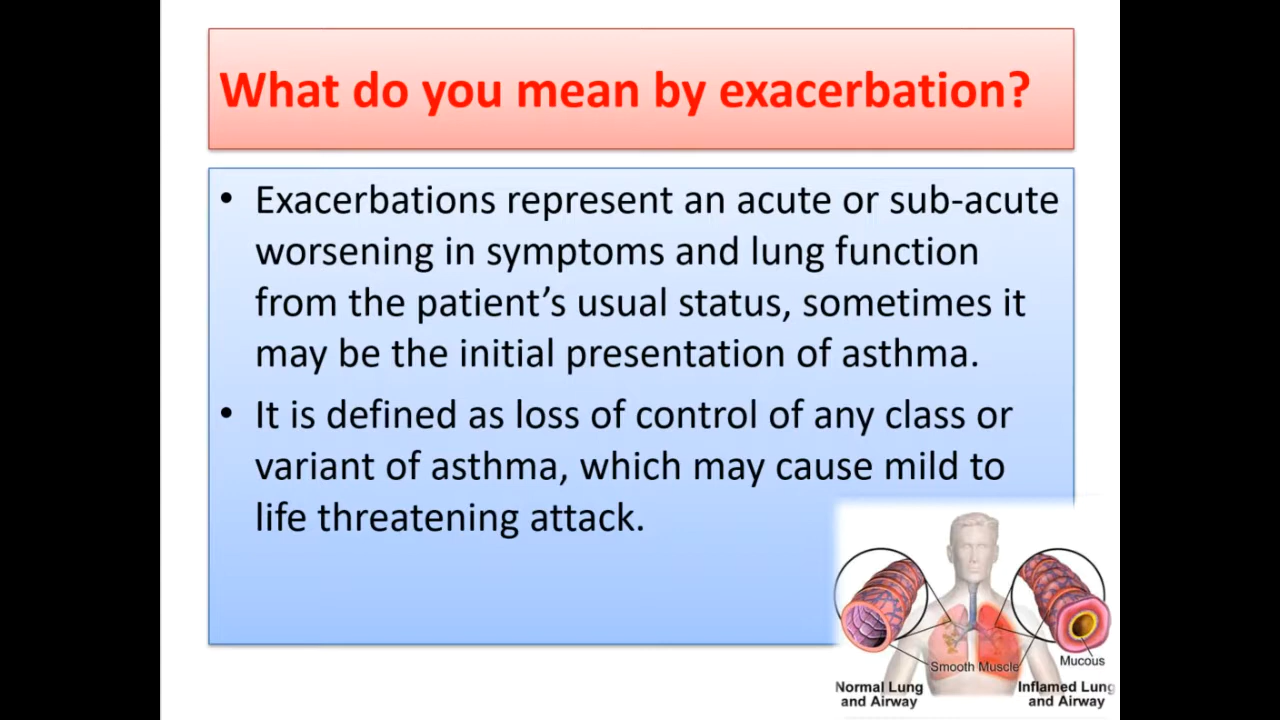 What do you mean by exacerbation?
• Exacerbations represent an acute or sub-acute
worsening in symptoms and lung function
from the patient’s usual status, sometimes it
may be the initial presentation of asthma.
• It is defined as loss of control of any class or
variant of asthma, which may cause mild to
life threatening attack.
Smooth Muscle
Mucous
Normal Lung
and Airway
Inflamed Lung
and Airway